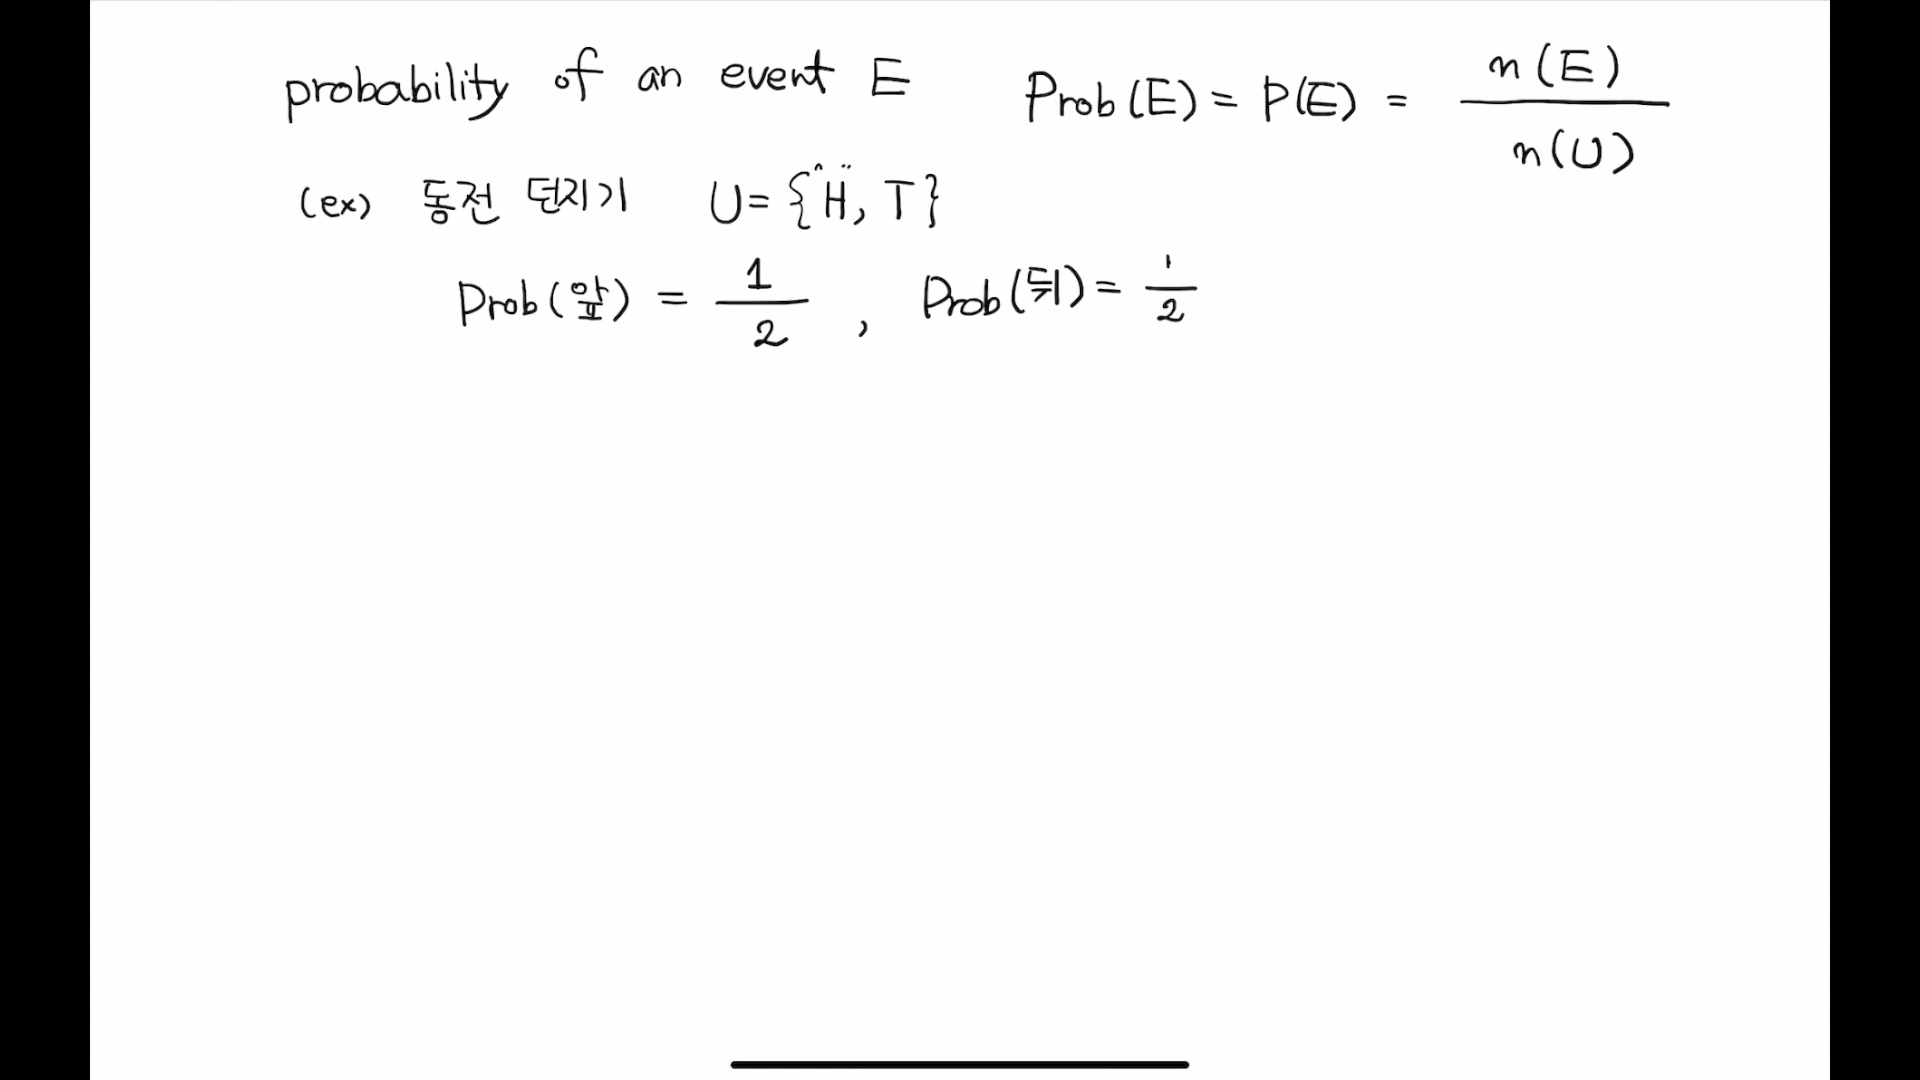 probability of an event E Prob(E) = P(E) = n(E) / n(U)
(ex) 동전 던지기 U = {H, T}
Prob(앞) = 1/2 , Prob(뒤) = 1/2